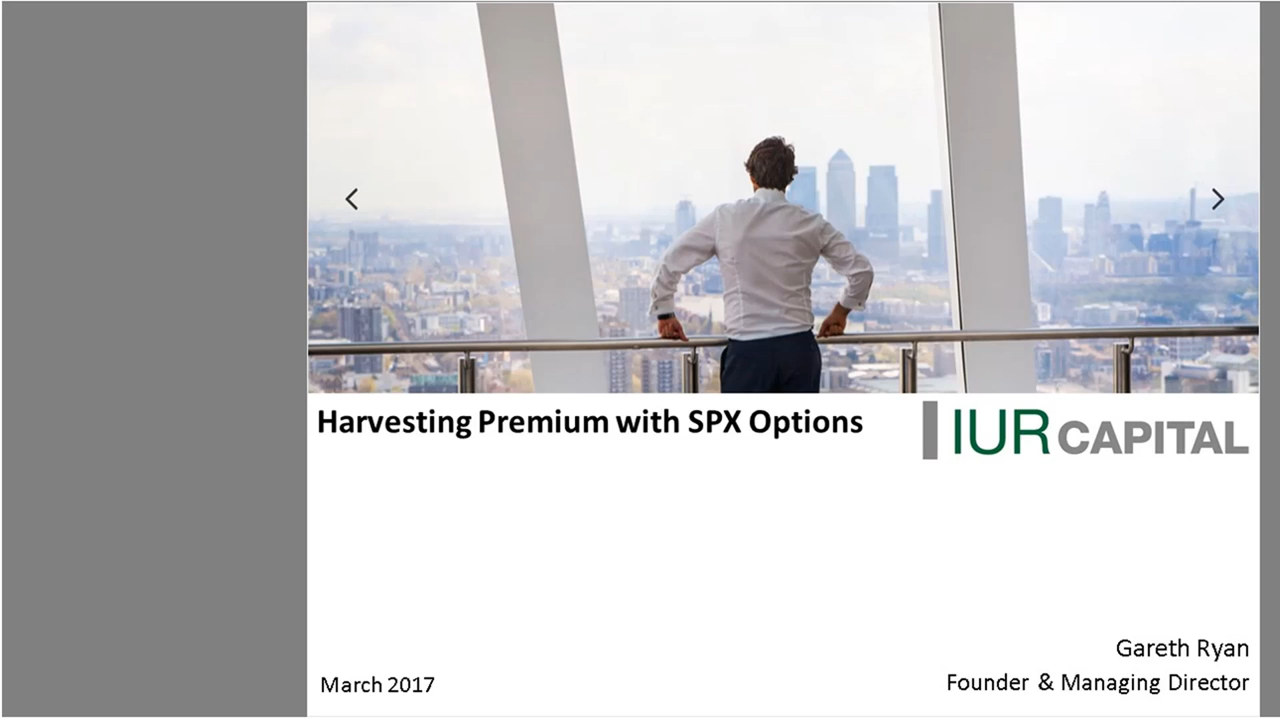 Harvesting Premium with SPX Options
IUR CAPITAL
Gareth Ryan
March 2017
Founder & Managing Director